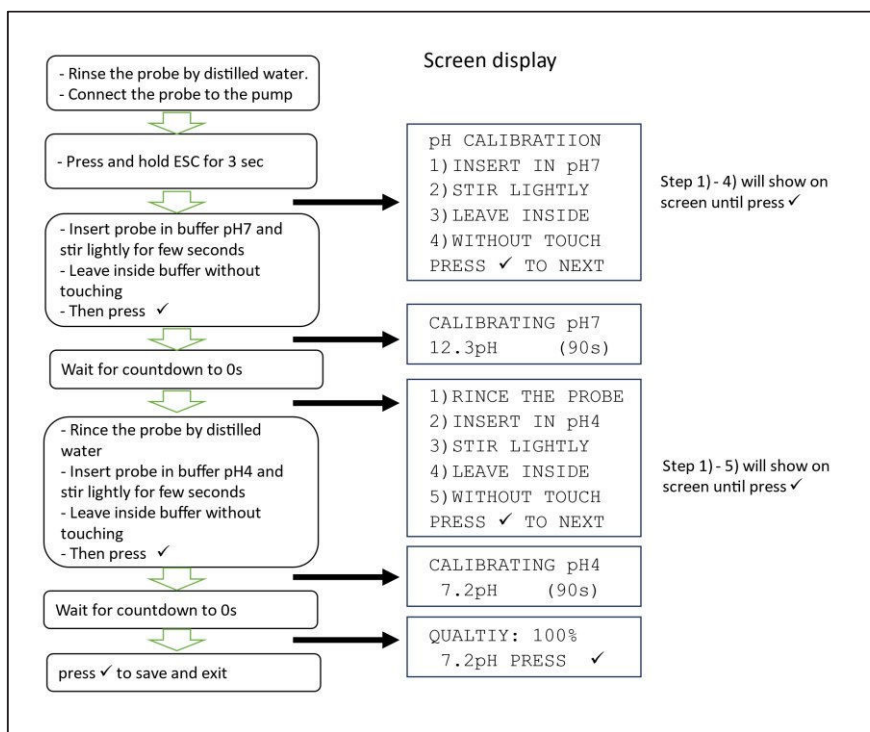 Screen display
- Rinse the probe by distilled water.
- Connect the probe to the pump
- Press and hold ESC for 3 sec
pH CALIBRATIION
1)INSERT IN pH7
2)STIR LIGHTLY
3)LEAVE INSIDE
4)WITHOUT TOUCH
PRESS ✓ TO NEXT
Step 1) - 4) will show on
screen until press ✓
- Insert probe in buffer pH7 and
stir lightly for few seconds
- Leave inside buffer without
touching
- Then press ✓
CALIBRATING pH7
12.3pH (90s)
Wait for countdown to 0s
1)RINCE THE PROBE
2)INSERT IN pH4
3)STIR LIGHTLY
4)LEAVE INSIDE
5)WITHOUT TOUCH
PRESS ✓ TO NEXT
Step 1) - 5) will show on
screen until press ✓
- Rince the probe by distilled
water
- Insert probe in buffer pH4 and
stir lightly for few seconds
- Leave inside buffer without
touching
- Then press ✓
CALIBRATING pH4
7.2pH (90s)
Wait for countdown to 0s
QUALTIY: 100%
7.2pH PRESS ✓
press ✓ to save and exit